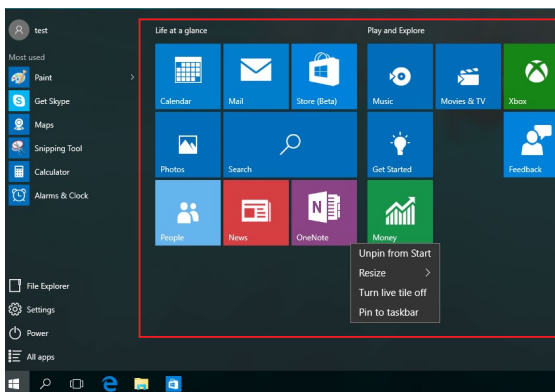 test
Most used
Paint
Get Skype
Maps
Snipping Tool
Calculator
Alarms & Clock
File Explorer
Settings
Power
All apps
Life at a glance
Calendar
Mail
Store (Beta)
Photos
Search
People
News
OneNote
Play and Explore
Music
Movies & TV
Xbox
Get Started
Feedback
Money
Unpin from Start
Resize
Turn live tile off
Pin to taskbar